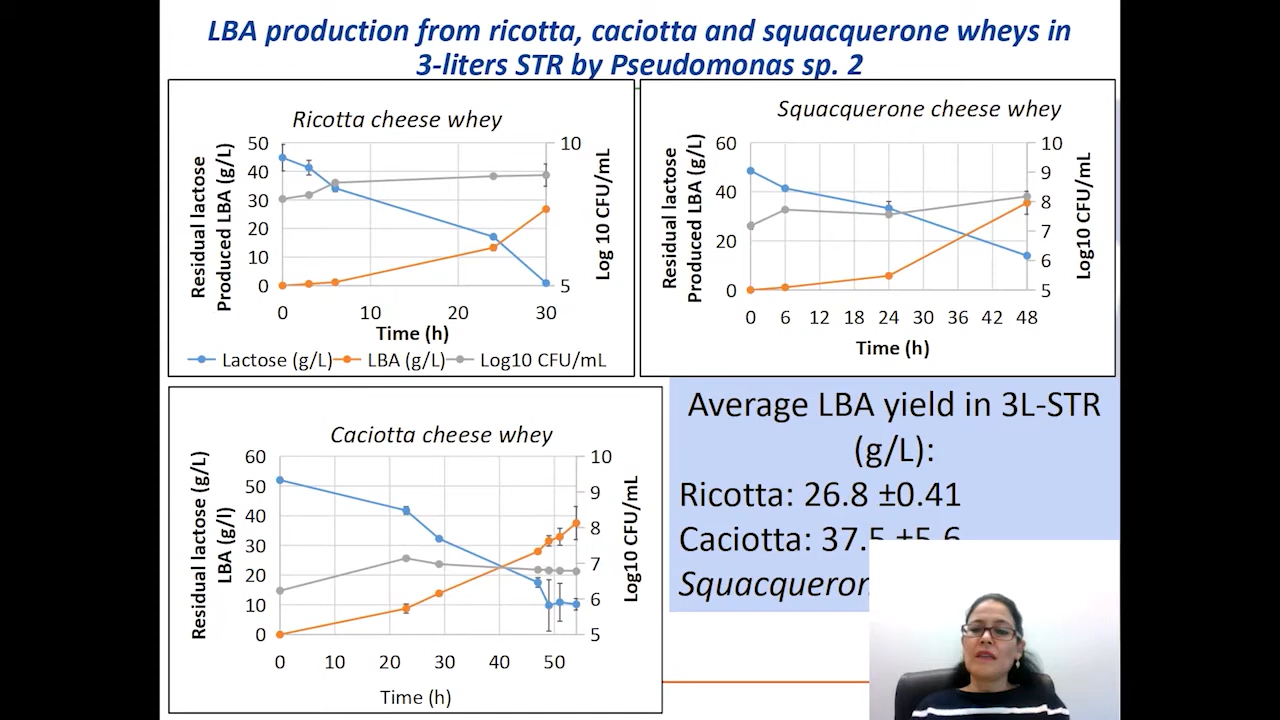 LBA production from ricotta, caciotta and squacquerone wheys in
3-liters STR by Pseudomonas sp. 2
Ricotta cheese whey
Residual lactose
Produced LBA (g/L)
50
40
30
20
10
0
10
5
Log 10 CFU/mL
0 10 20 30
Time (h)
Lactose (g/L) LBA (g/L) Log10 CFU/mL
Squacquerone cheese whey
Residual lactose
Produced LBA (g/L)
60
40
20
0
10
9
8
7
6
5
Log10 CFU/mL
0 6 12 18 24 30 36 42 48
Time (h)
Caciotta cheese whey
Residual lactose (g/L)
LBA (g/l)
60
50
40
30
20
10
0
10
9
8
7
6
5
Log10 CFU/mL
0 10 20 30 40 50
Time (h)
Average LBA yield in 3L-STR
(g/L):
Ricotta: 26.8 ±0.41
Caciotta: 37.5 ±5.6